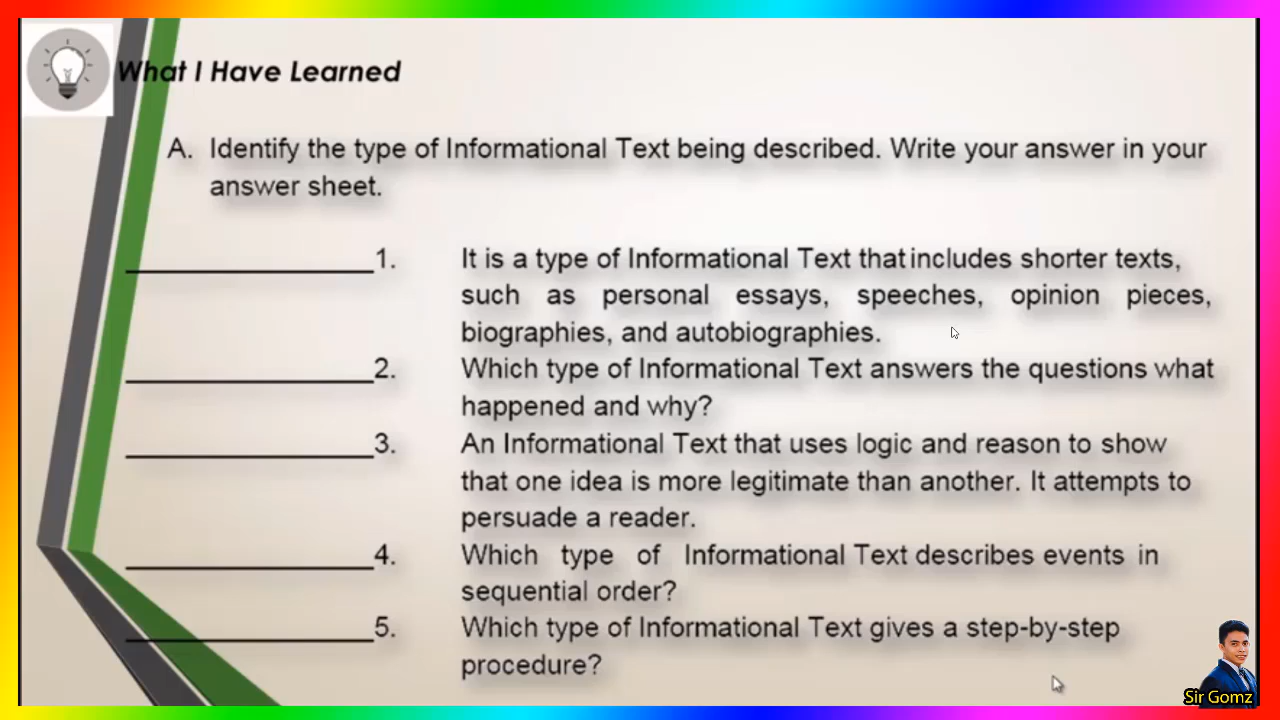 What I Have Learned
A. Identify the type of Informational Text being described. Write your answer in your
answer sheet.
_________________1. It is a type of Informational Text that includes shorter texts,
such as personal essays, speeches, opinion pieces,
biographies, and autobiographies.
_________________2. Which type of Informational Text answers the questions what
happened and why?
_________________3. An Informational Text that uses logic and reason to show
that one idea is more legitimate than another. It attempts to
persuade a reader.
_________________4. Which type of Informational Text describes events in
sequential order?
_________________5. Which type of Informational Text gives a step-by-step
procedure?
Sir Gomz